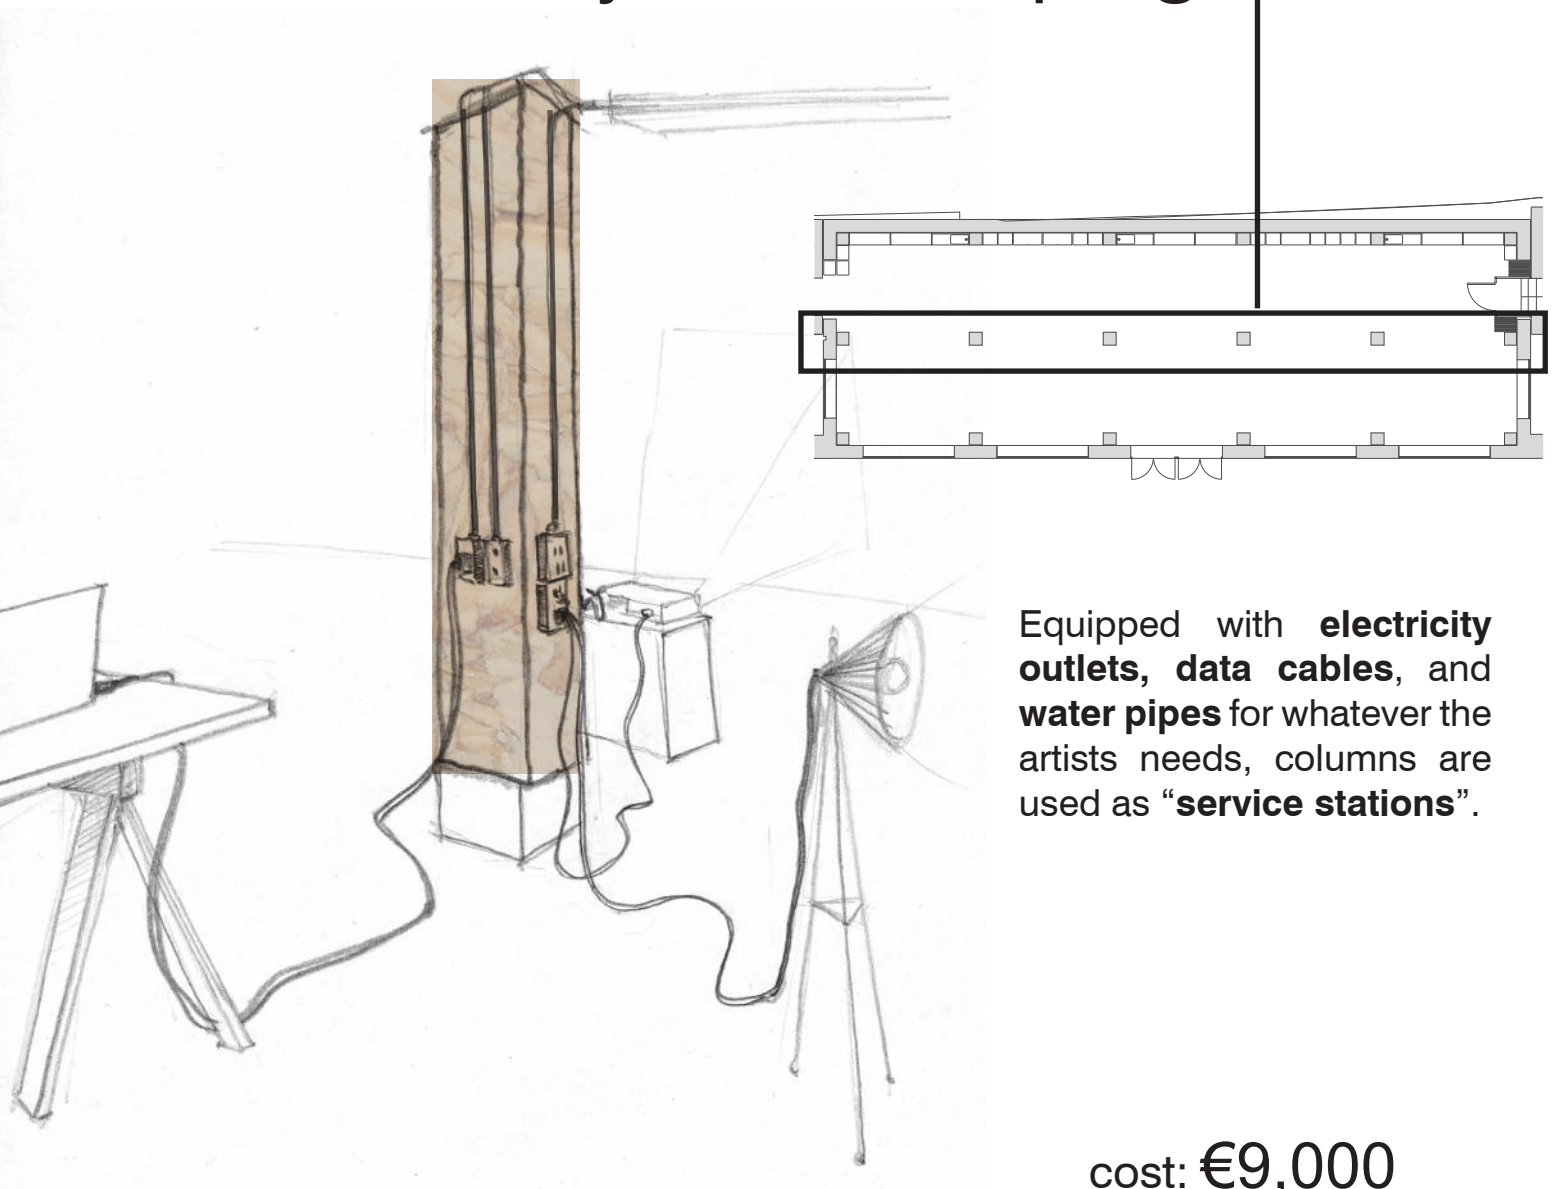 Equipped with electricity
outlets, data cables, and
water pipes for whatever the
artists needs, columns are
used as “service stations”.
cost: €9,000